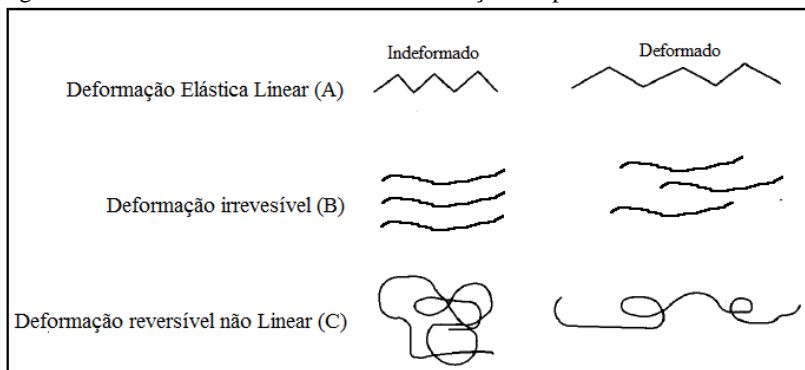 Indeformado
Deformado
Deformação Elástica Linear (A)
Deformação irrevesível (B)
Deformação reversível não Linear (C)